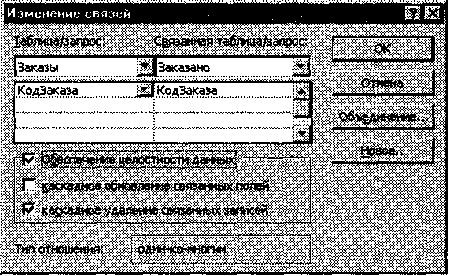 Изменение связей
Таблица/запрос: Связанная таблица/запрос:
Заказы Заказано
КодЗаказа КодЗаказа
Обеспечение целостности данных
каскадное обновление связанных полей
каскадное удаление связанных записей
Тип отношения: один-ко-многим
ОК
Отмена
Объединение...
Новое...